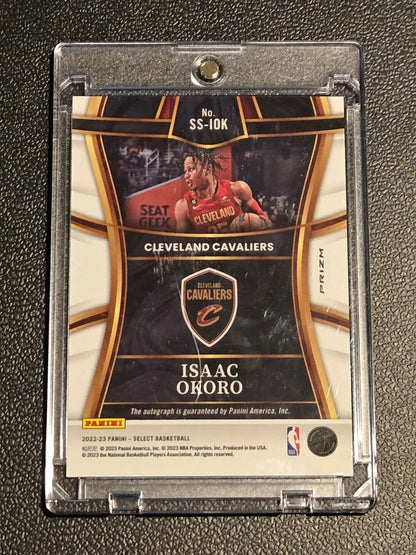 No.
SS-IOK
SEAT
GEEK
CLEVELAND
CLEVELAND CAVALIERS
PRIZM
CLEVELAND
CAVALIERS
C
ISAAC
OKORO
The autograph is guaranteed by Panini America, Inc.
PANINI
2022-23 PANINI – SELECT BASKETBALL
© 2023 Panini America, Inc. © 2023 NBA Properties, Inc. Produced in the USA.
© 2023 the National Basketball Players Association. All rights reserved.
NBA